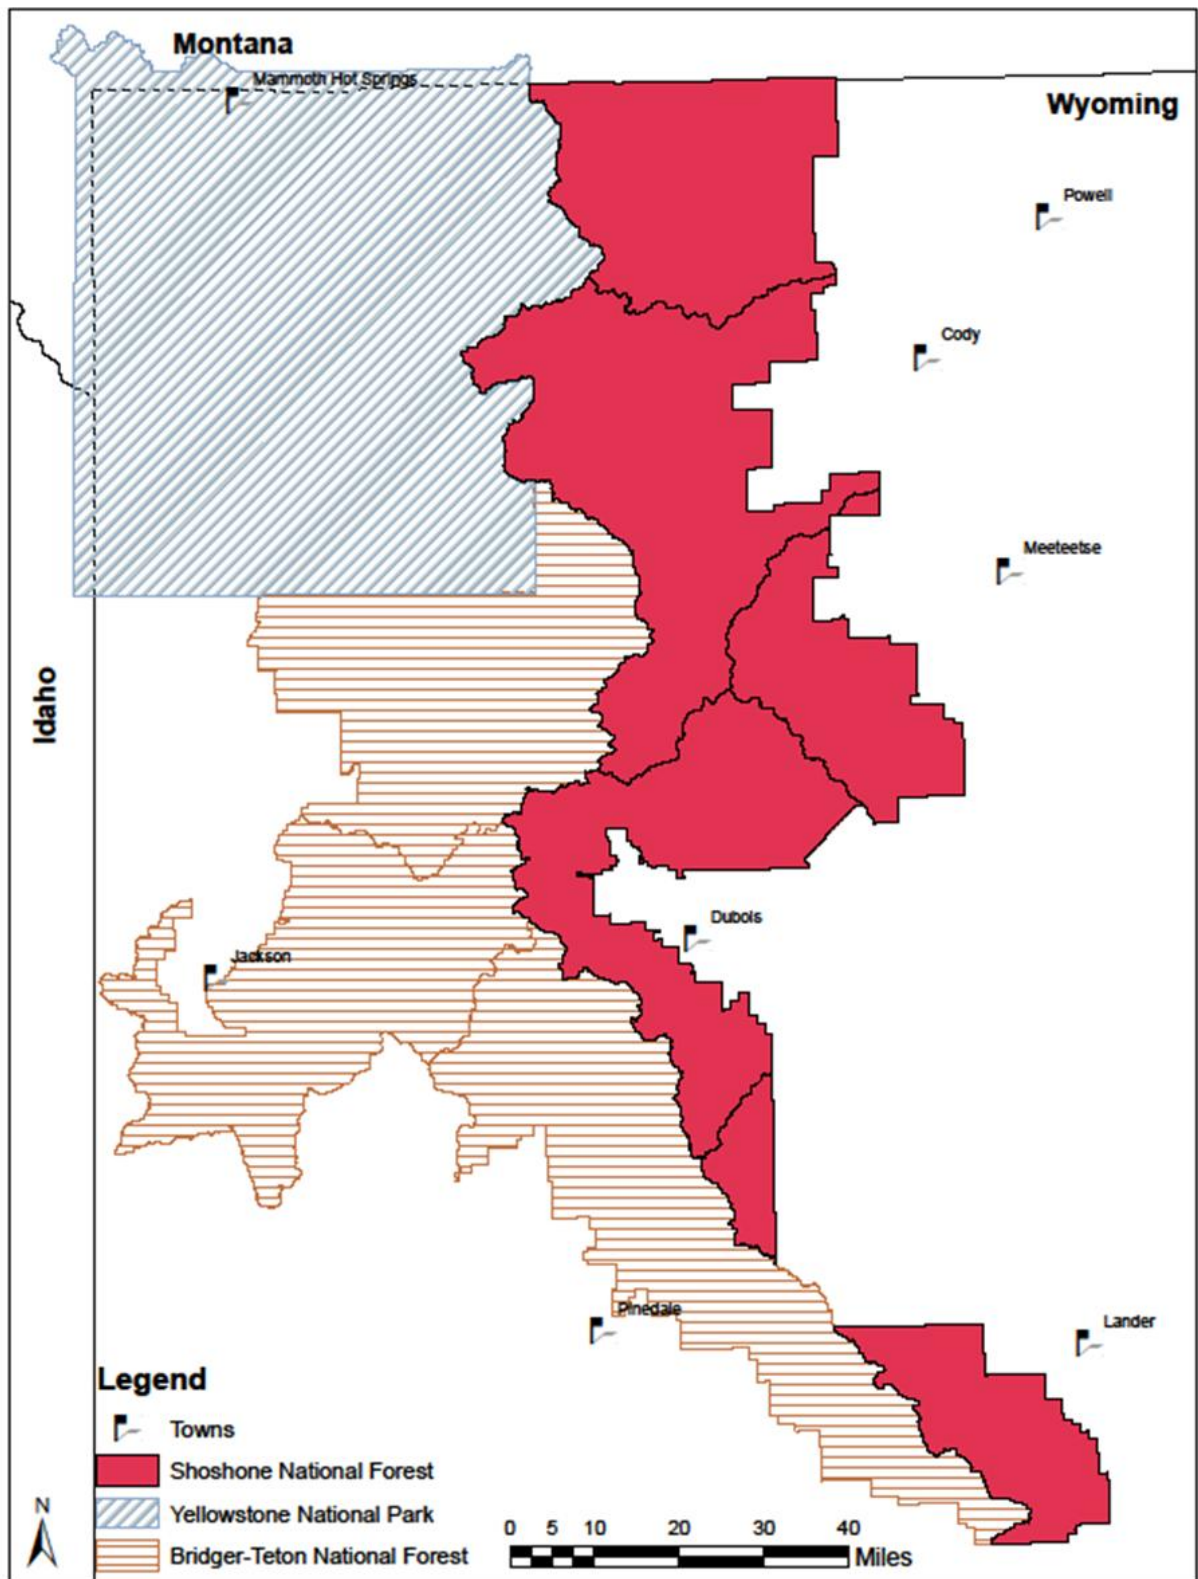 Montana
Mammoth Hot Springs
Wyoming
Powell
Cody
Meeteetse
Idaho
Dubois
Jackson
Pinedale
Lander
Legend
Towns
Shoshone National Forest
Yellowstone National Park
Bridger-Teton National Forest
N
0 5 10 20 30 40
Miles